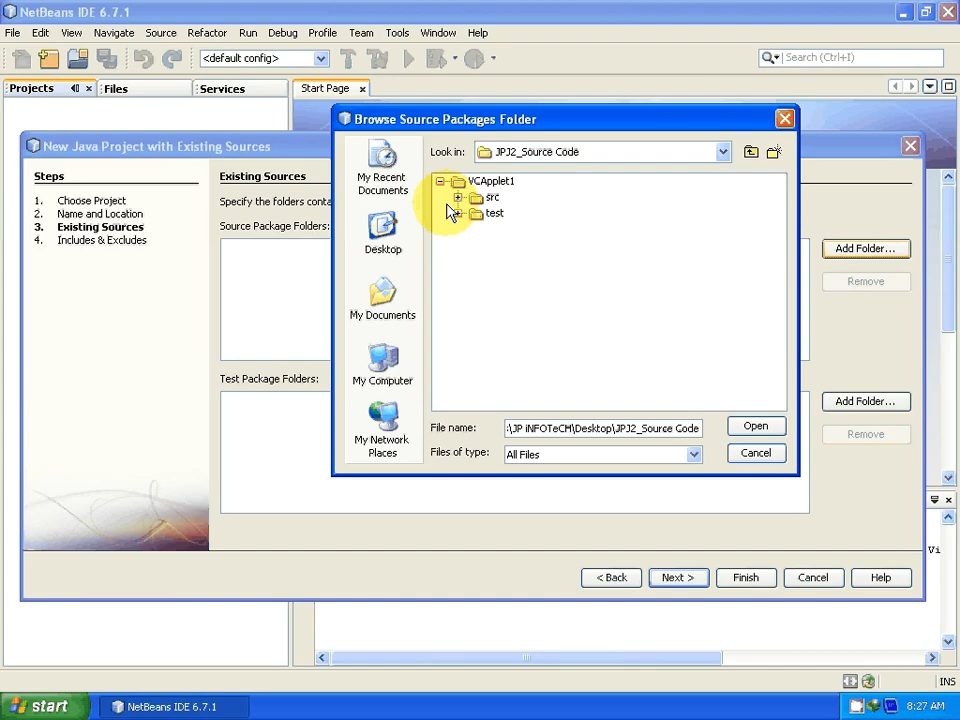 NetBeans IDE 6.7.1
File Edit View Navigate Source Refactor Run Debug Profile Team Tools Window Help
<default config>
Search (Ctrl+I)
Projects
Files
Services
Start Page
New Java Project with Existing Sources
Steps
1. Choose Project
2. Name and Location
3. Existing Sources
4. Includes & Excludes
Existing Sources
Specify the folders conta
Source Package Folders:
Add Folder...
Remove
Test Package Folders:
Add Folder...
Remove
Browse Source Packages Folder
Look in:
JPJ2_Source Code
My Recent
Documents
Desktop
My Documents
My Computer
My Network
Places
VCApplet1
src
test
File name:
:\JP iNFOTeCM\Desktop\JPJ2_Source Code
Open
Files of type:
All Files
Cancel
Vi
< Back
Next >
Finish
Cancel
Help
INS
start
NetBeans IDE 6.7.1
8:27 AM